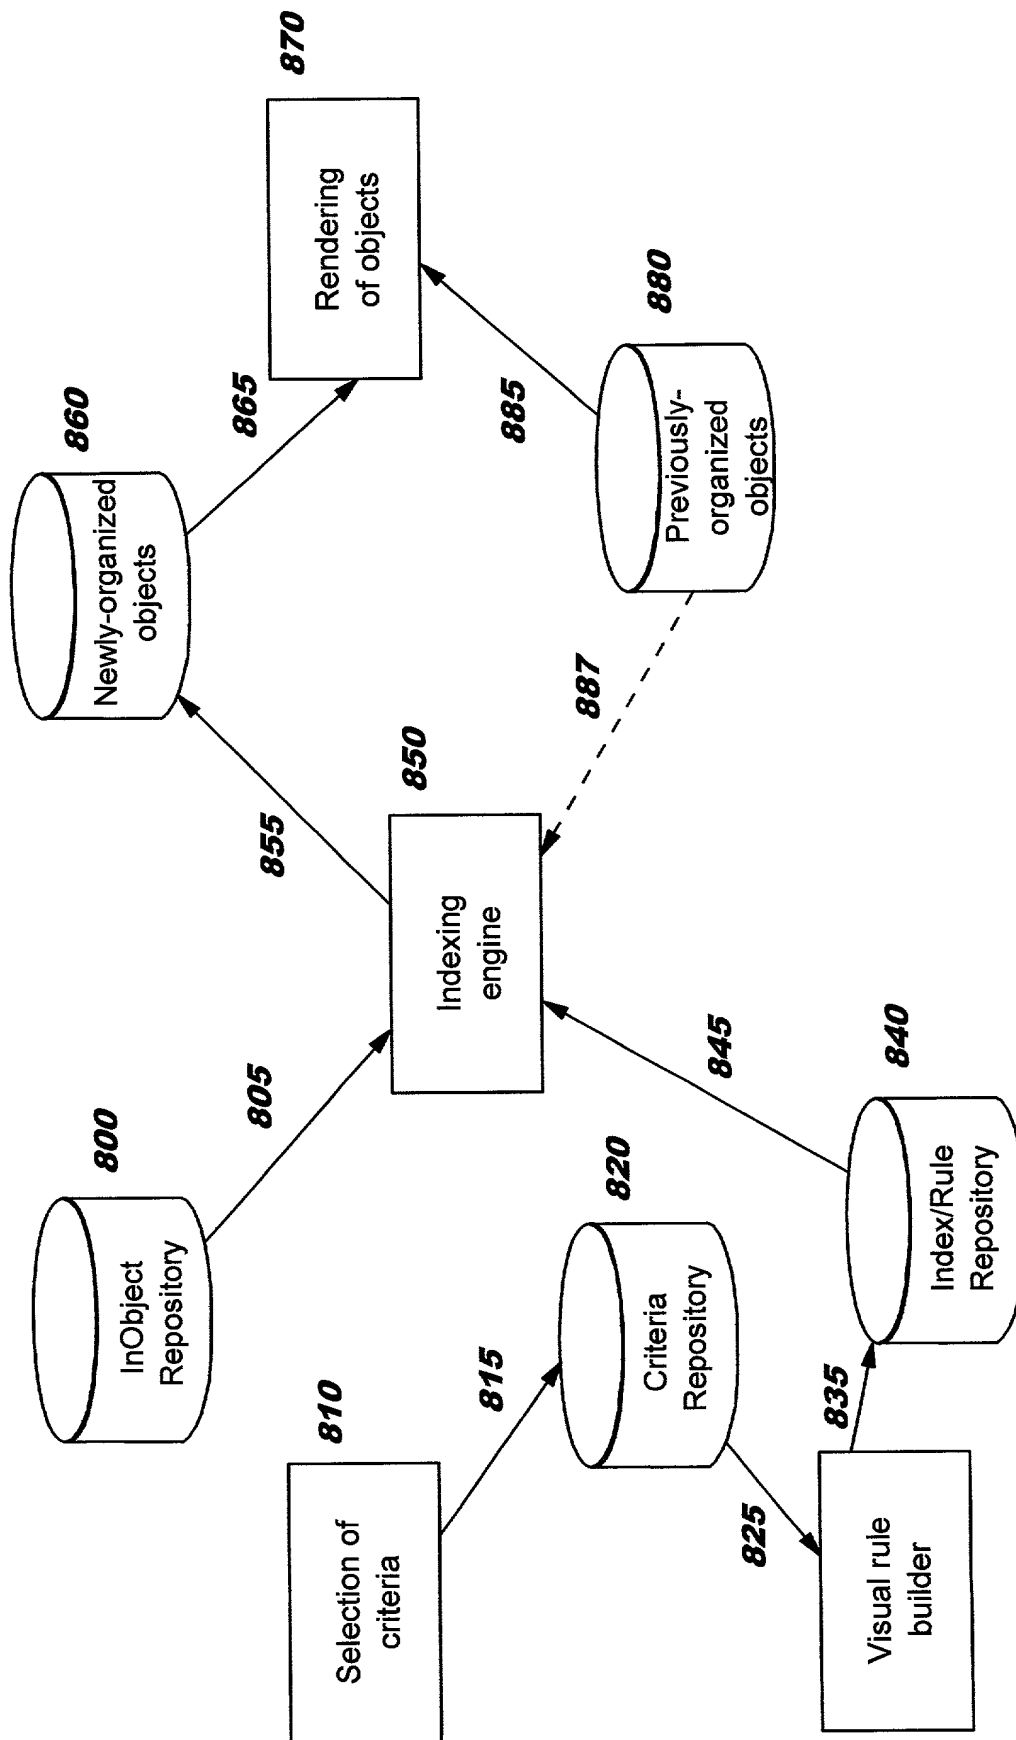 InObject
Repository
800
805
Selection of
criteria
810
815
Criteria
Repository
820
825
Visual rule
builder
835
Index/Rule
Repository
840
845
Indexing
engine
850
855
Newly-organized
objects
860
865
Rendering
of objects
870
Previously-
organized
objects
880
885
887